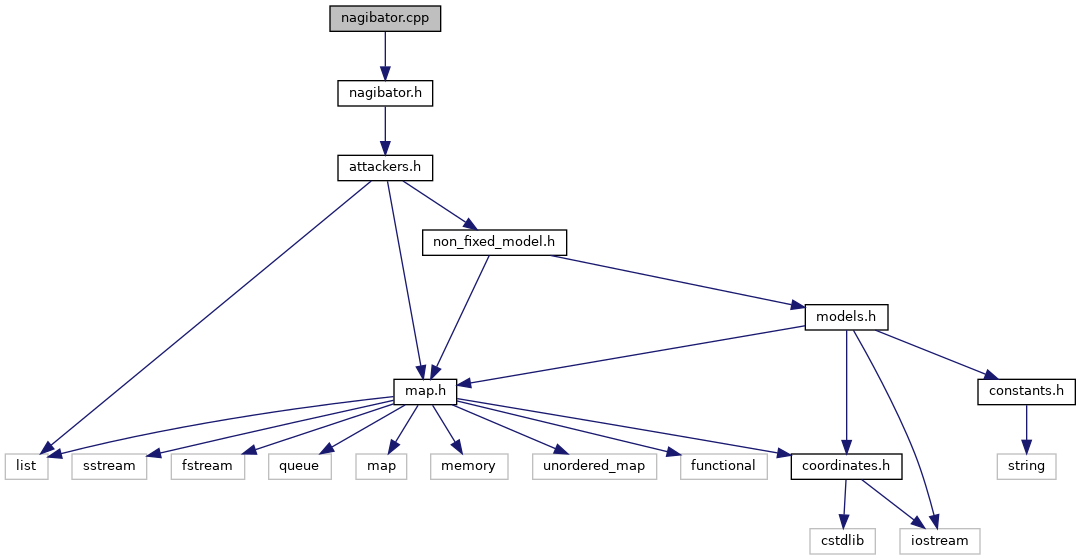 nagibator.cpp
nagibator.h
attackers.h
non_fixed_model.h
models.h
map.h
constants.h
list
sstream
fstream
queue
map
memory
unordered_map
functional
coordinates.h
string
cstdlib
iostream